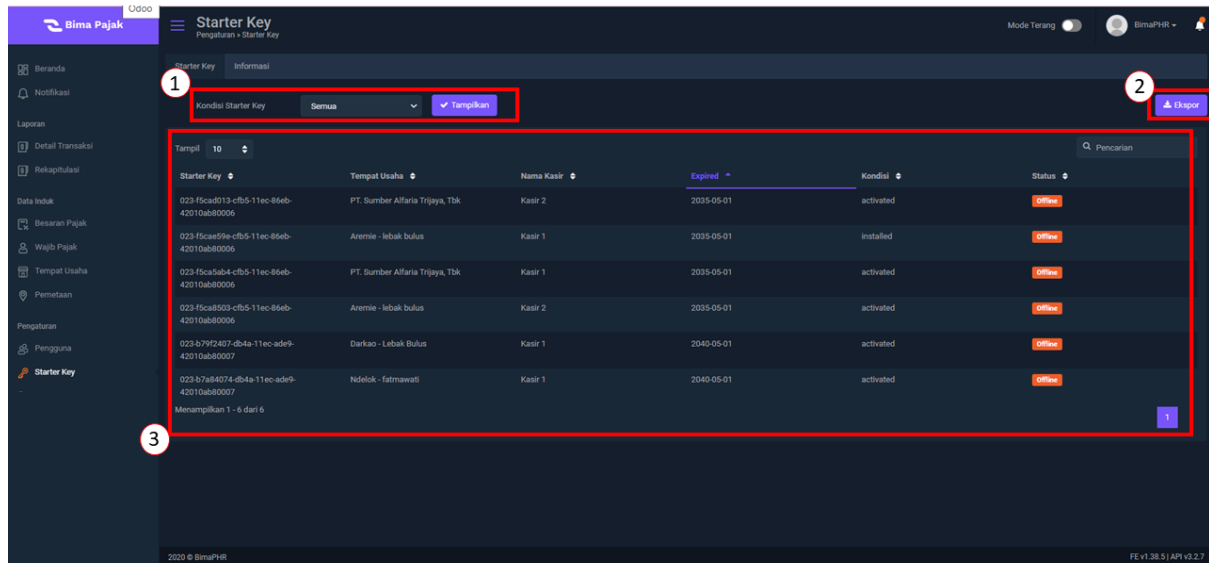 Odoo
Bima Pajak
Starter Key
Pengaturan » Starter Key
Mode Terang
BimaPHR
Beranda
Notifikasi
Laporan
Detail Transaksi
Rekapitulasi
Data Induk
Besaran Pajak
Wajib Pajak
Tempat Usaha
Pemetaan
Pengaturan
Pengguna
Starter Key
Starter Key Informasi
1
Kondisi Starter Key Semua Tampilkan
2
Ekspor
3
Tampil 10 Pencarian
Starter Key Tempat Usaha Nama Kasir Expired Kondisi Status
023-f5cad013-cfb5-11ec-86eb- PT. Sumber Alfaria Trijaya, Tbk Kasir 2 2035-05-01 activated Offline
42010ab80006
023-f5cae59e-cfb5-11ec-86eb- Aremie - lebak bulus Kasir 1 2035-05-01 installed Offline
42010ab80006
023-f5ca5ab4-cfb5-11ec-86eb- PT. Sumber Alfaria Trijaya, Tbk Kasir 1 2035-05-01 activated Offline
42010ab80006
023-f5ca8503-cfb5-11ec-86eb- Aremie - lebak bulus Kasir 2 2035-05-01 activated Offline
42010ab80006
023-b79f2407-db4a-11ec-ade9- Darkao - Lebak Bulus Kasir 1 2040-05-01 activated Offline
42010ab80007
023-b7a84074-db4a-11ec-ade9- Ndelok - fatmawati Kasir 1 2040-05-01 activated Offline
42010ab80007
Menampilkan 1 - 6 dari 6
1
2020 © BimaPHR
FE v1.38.5 | API v3.2.7